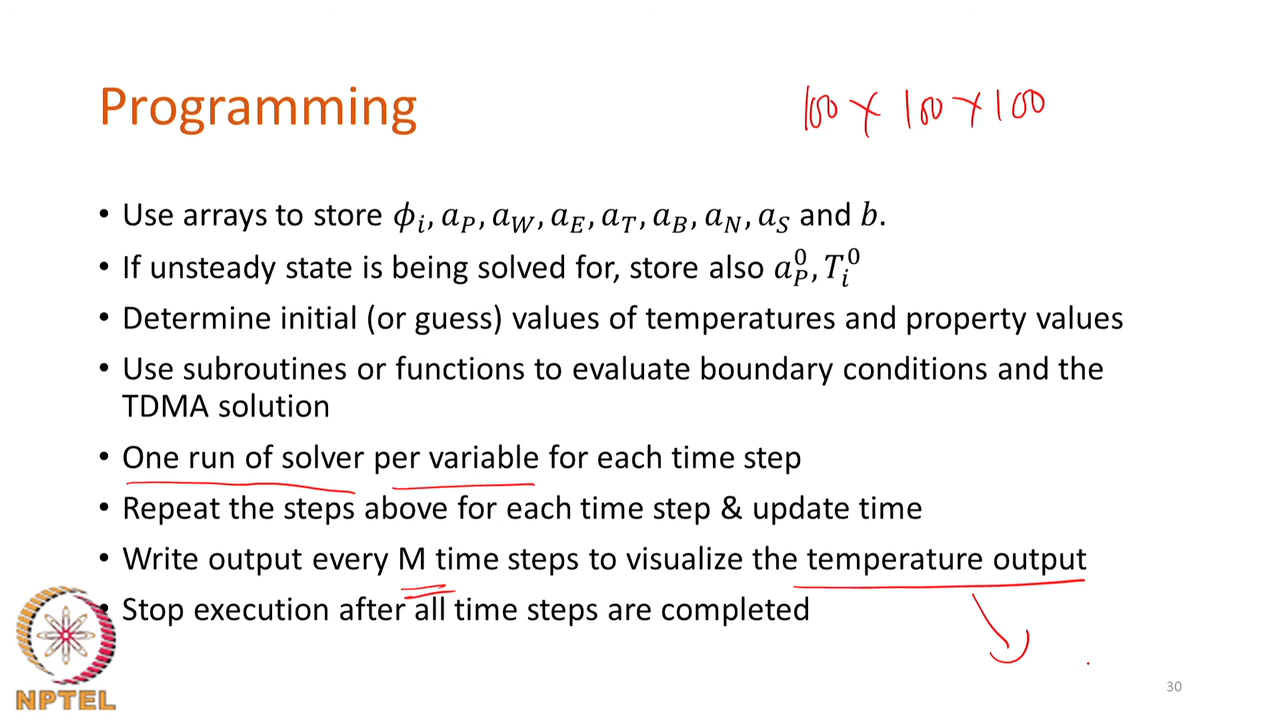 Programming
100 × 100 × 100
• Use arrays to store ϕᵢ, a_P, a_W, a_E, a_T, a_B, a_N, a_S and b.
• If unsteady state is being solved for, store also a_P^0, T_i^0
• Determine initial (or guess) values of temperatures and property values
• Use subroutines or functions to evaluate boundary conditions and the
TDMA solution
• One run of solver per variable for each time step
• Repeat the steps above for each time step & update time
• Write output every M time steps to visualize the temperature output
• Stop execution after all time steps are completed
NPTEL
30